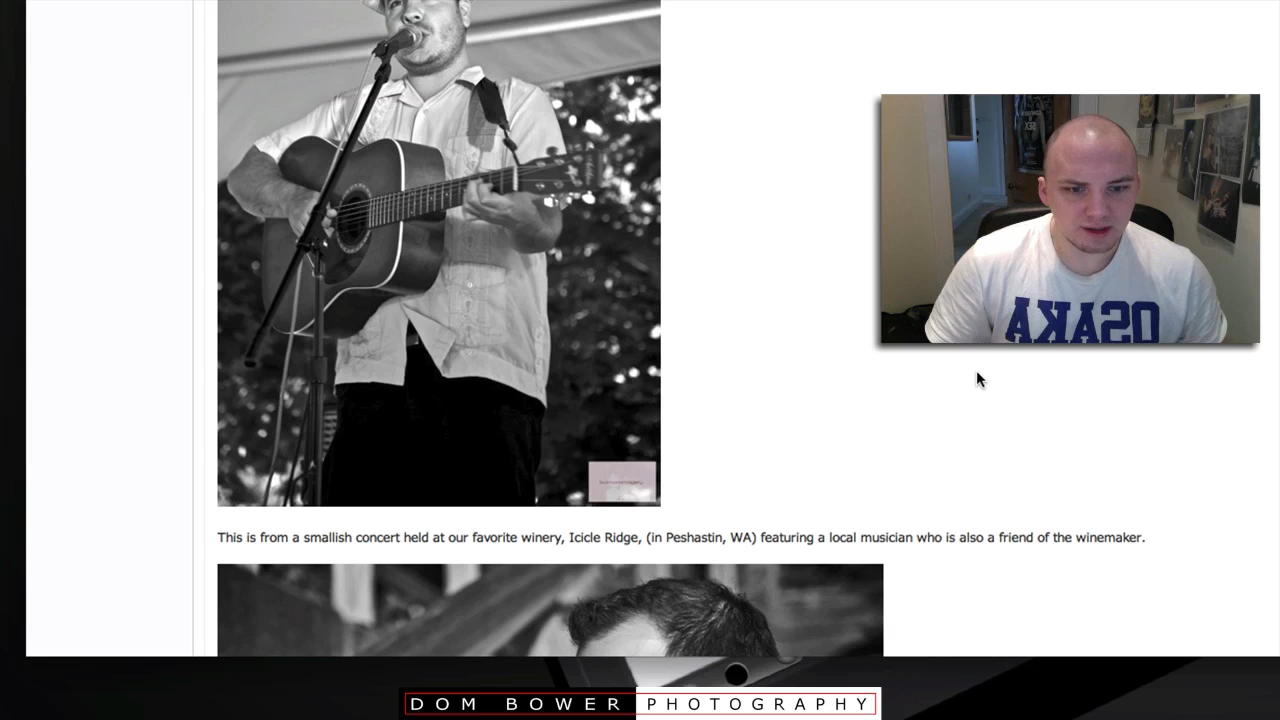 OSAKA
This is from a smallish concert held at our favorite winery, Icicle Ridge, (in Peshastin, WA) featuring a local musician who is also a friend of the winemaker.
DOM BOWER PHOTOGRAPHY